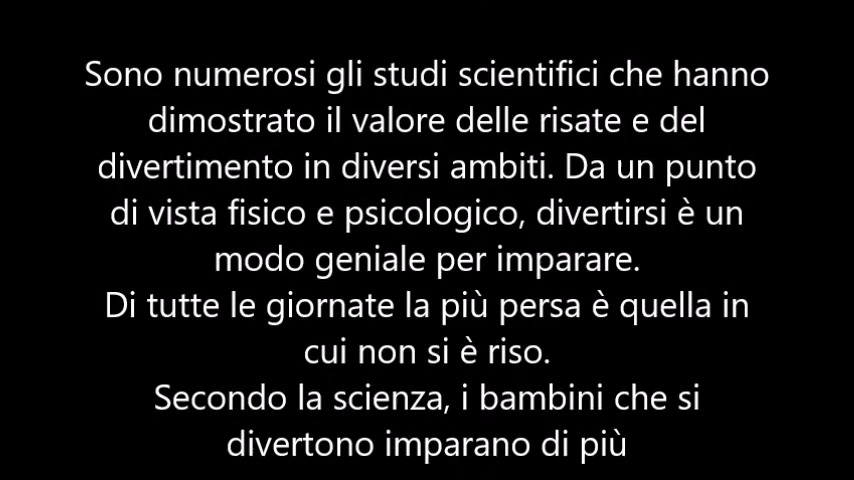 Sono numerosi gli studi scientifici che hanno
dimostrato il valore delle risate e del
divertimento in diversi ambiti. Da un punto
di vista fisico e psicologico, divertirsi è un
modo geniale per imparare.
Di tutte le giornate la più persa è quella in
cui non si è riso.
Secondo la scienza, i bambini che si
divertono imparano di più